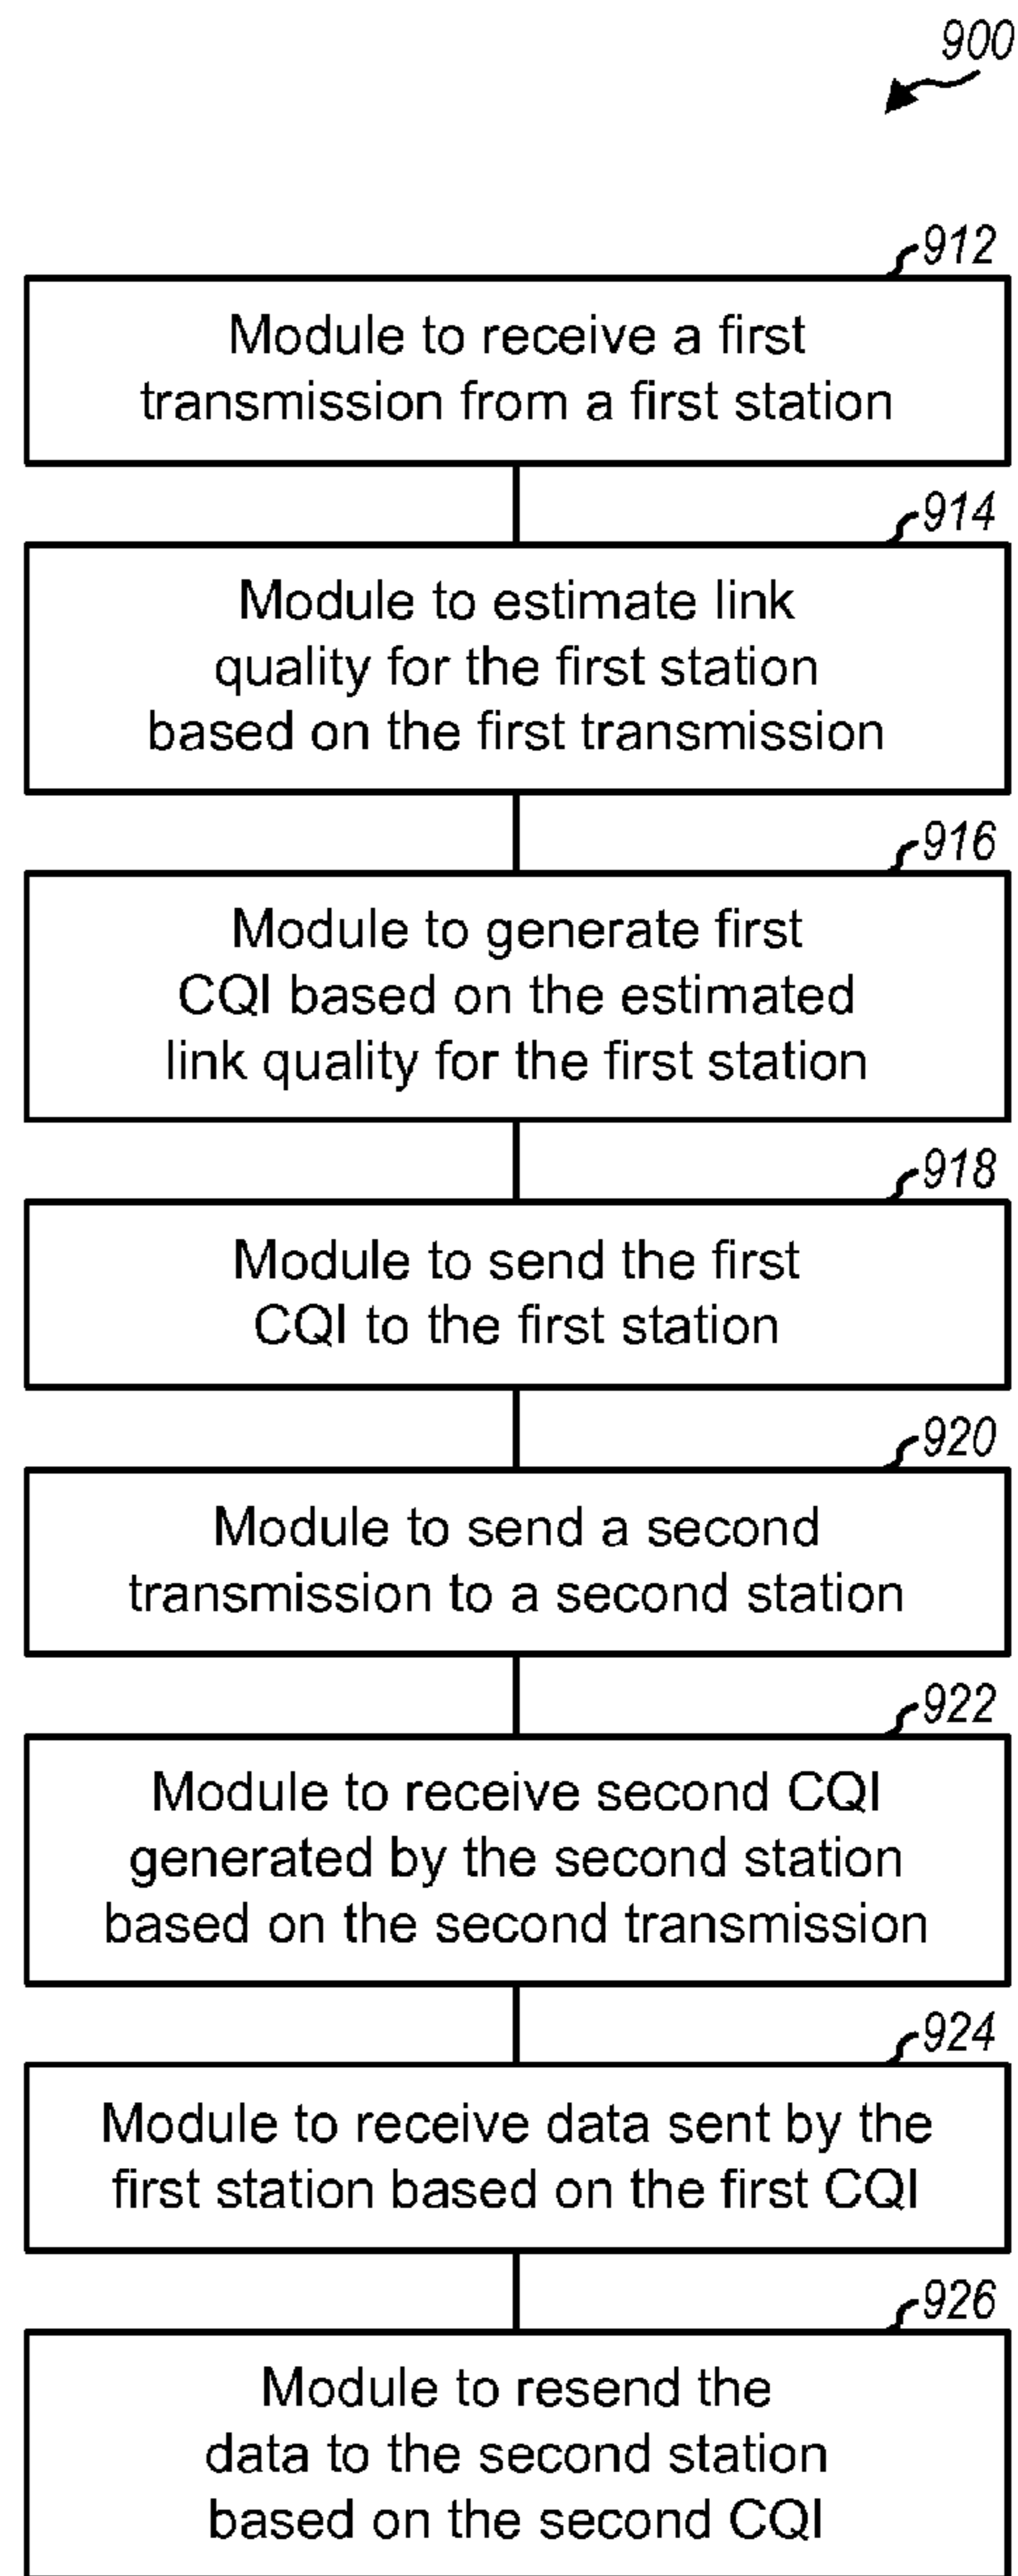 900
912
Module to receive a first
transmission from a first station
914
Module to estimate link
quality for the first station
based on the first transmission
916
Module to generate first
CQI based on the estimated
link quality for the first station
918
Module to send the first
CQI to the first station
920
Module to send a second
transmission to a second station
922
Module to receive second CQI
generated by the second station
based on the second transmission
924
Module to receive data sent by the
first station based on the first CQI
926
Module to resend the
data to the second station
based on the second CQI